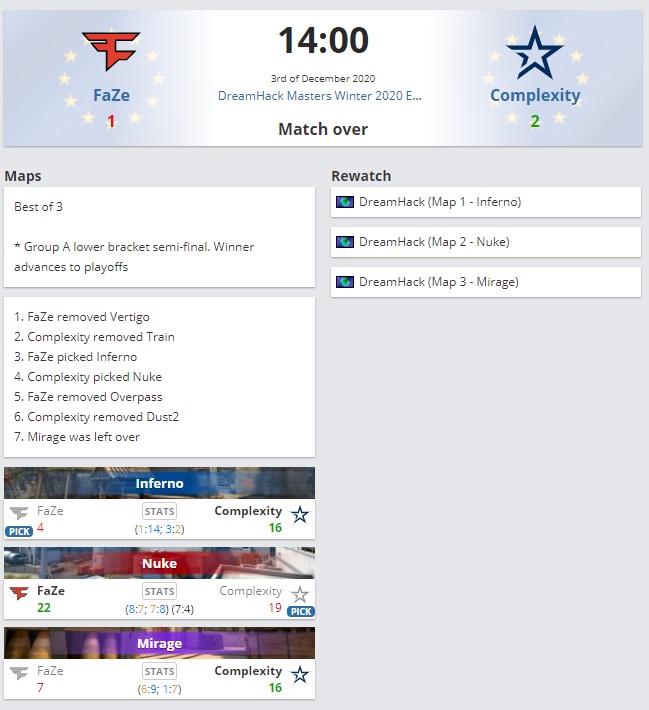 14:00
3rd of December 2020
DreamHack Masters Winter 2020 E...
Match over
FaZe
1
Complexity
2
Maps
Best of 3
* Group A lower bracket semi-final. Winner
advances to playoffs
1. FaZe removed Vertigo
2. Complexity removed Train
3. FaZe picked Inferno
4. Complexity picked Nuke
5. FaZe removed Overpass
6. Complexity removed Dust2
7. Mirage was left over
Inferno
FaZe STATS Complexity
PICK 4 (1:14; 3:2) 16
Nuke
FaZe STATS Complexity
22 (8:7; 7:8) (7:4) 19 PICK
Mirage
FaZe STATS Complexity
7 (6:9; 1:7) 16
Rewatch
DreamHack (Map 1 - Inferno)
DreamHack (Map 2 - Nuke)
DreamHack (Map 3 - Mirage)